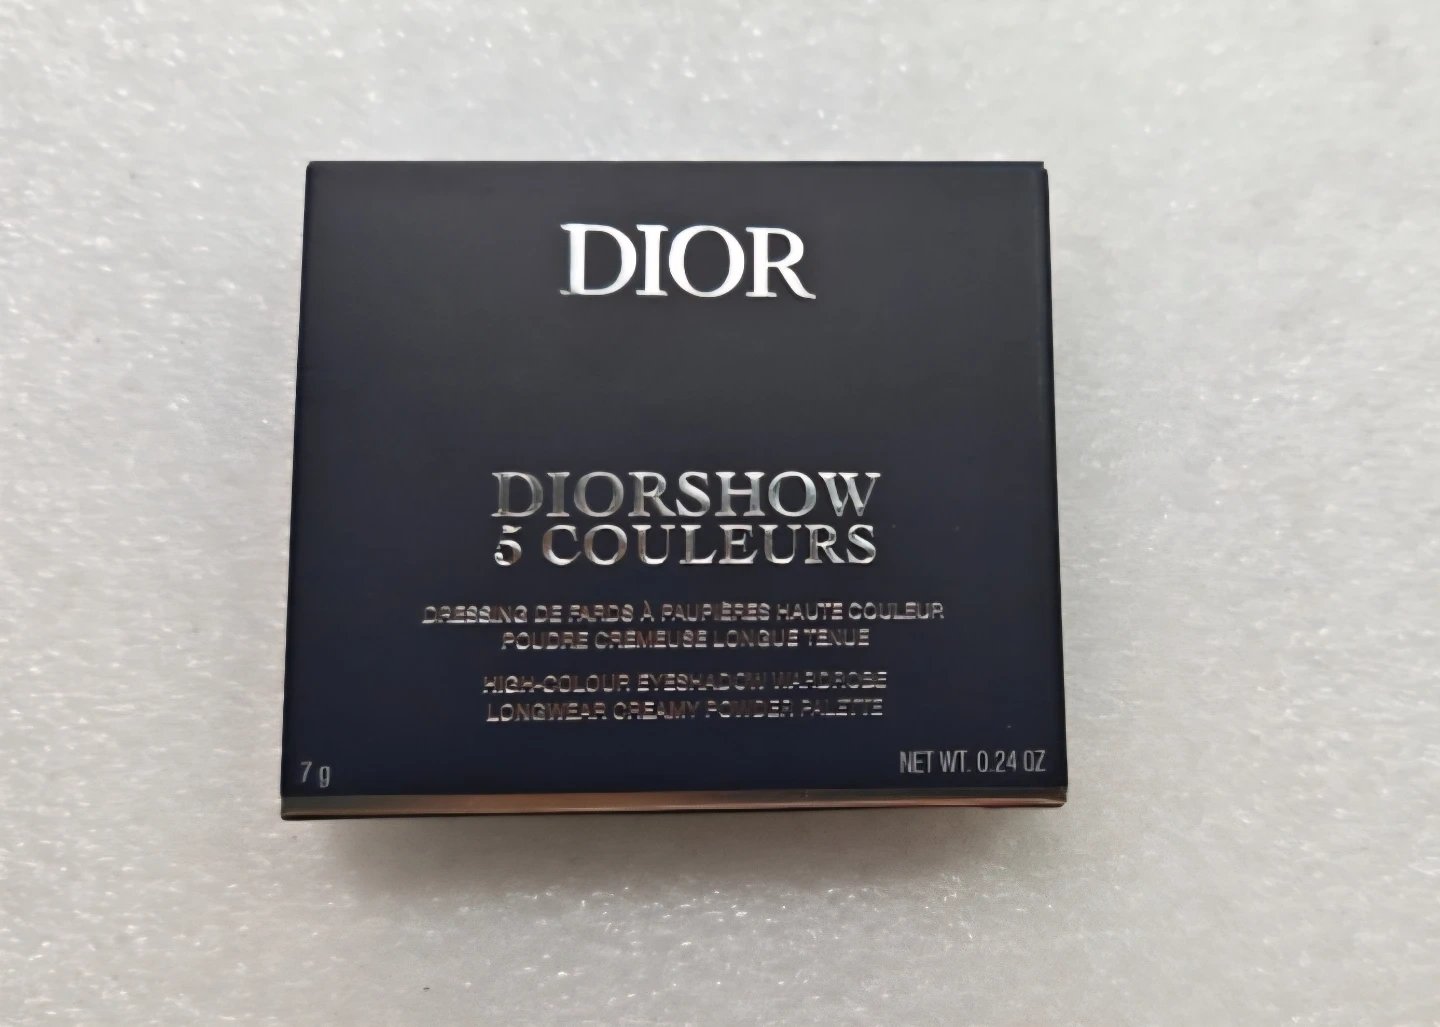 DIOR
DIORSHOW
5 COULEURS
DRESSING DE FARDS À PAUPIÈRES HAUTE COULEUR
POUDRE CRÉMEUSE LONGUE TENUE
HIGH-COLOUR EYESHADOW WARDROBE
LONGWEAR CREAMY POWDER PALETTE
7 g
NET WT. 0.24 OZ